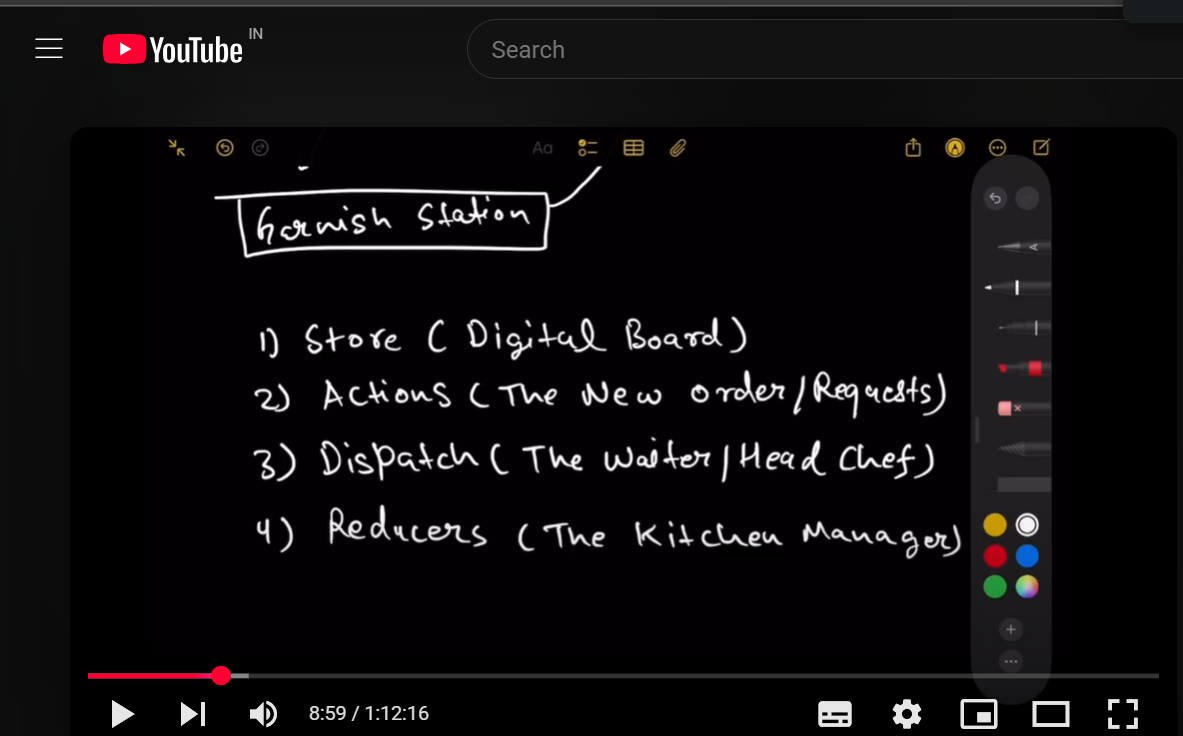 YouTube IN
Search
Aa
Garnish Station
1) Store ( Digital Board )
2) Actions ( The New order / Requests )
3) Dispatch ( The Waiter / Head Chef )
4) Reducers ( The Kitchen Manager )
8:59 / 1:12:16